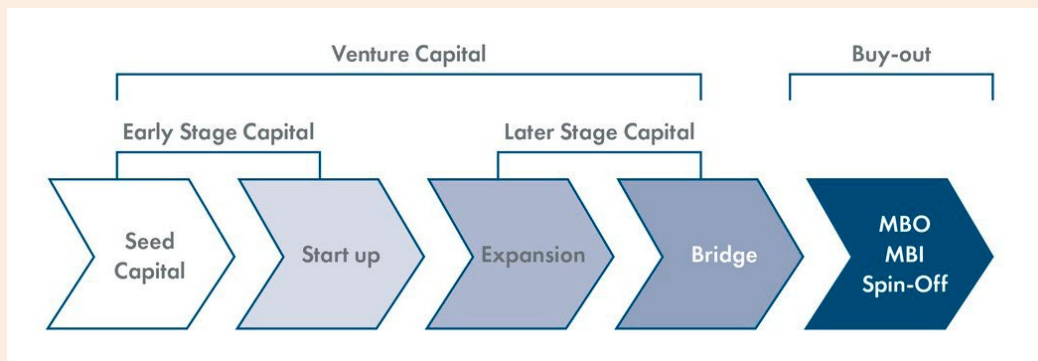 Venture Capital
Buy-out
Early Stage Capital
Later Stage Capital
Seed
Capital
Start up
Expansion
Bridge
MBO
MBI
Spin-Off